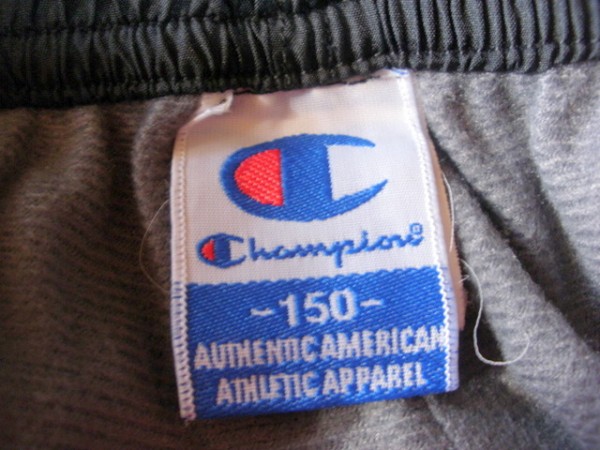 Champion®
-150-
AUTHENTIC AMERICAN
ATHLETIC APPAREL